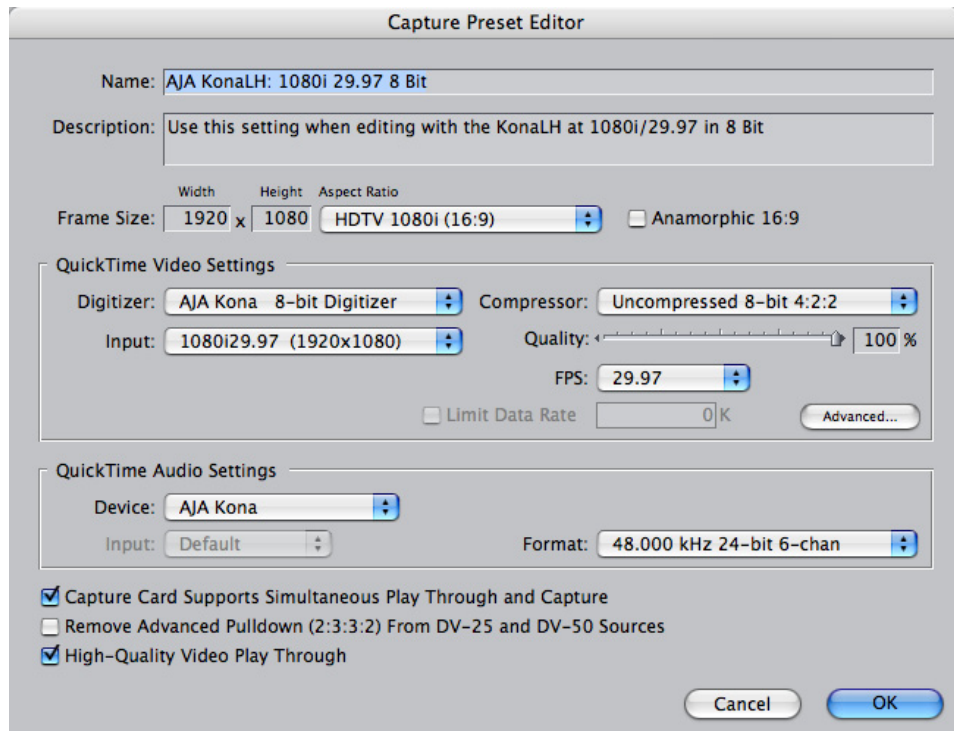 Capture Preset Editor
Name: AJA KonaLH: 1080i 29.97 8 Bit
Description: Use this setting when editing with the KonaLH at 1080i/29.97 in 8 Bit
Width Height Aspect Ratio
Frame Size: 1920 x 1080 HDTV 1080i (16:9) Anamorphic 16:9
QuickTime Video Settings
Digitizer: AJA Kona 8-bit Digitizer Compressor: Uncompressed 8-bit 4:2:2
Input: 1080i29.97 (1920x1080) Quality: 100 %
FPS: 29.97
Limit Data Rate 0 K Advanced...
QuickTime Audio Settings
Device: AJA Kona
Input: Default Format: 48.000 kHz 24-bit 6-chan
Capture Card Supports Simultaneous Play Through and Capture
Remove Advanced Pulldown (2:3:3:2) From DV-25 and DV-50 Sources
High-Quality Video Play Through
Cancel OK